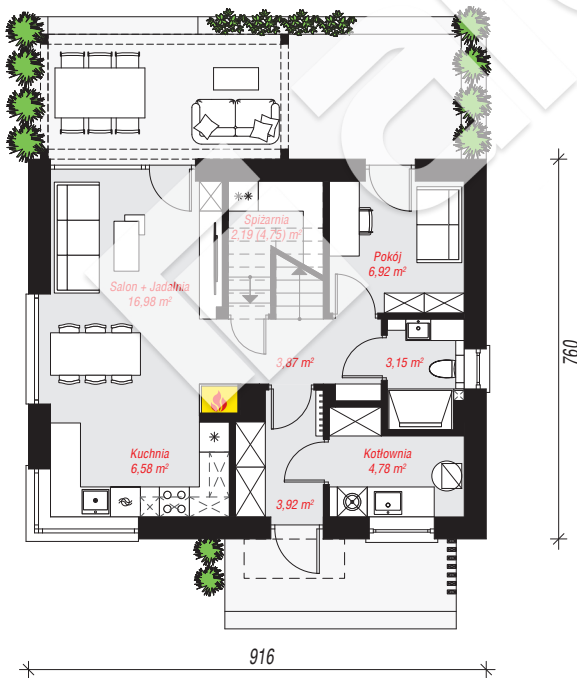 Spiżarnia
2,19 (4,75) m²
Pokój
6,92 m²
Salon + Jadalnia
16,98 m²
3,87 m²
3,15 m²
Kuchnia
6,58 m²
Kotłownia
4,78 m²
3,92 m²
760
916